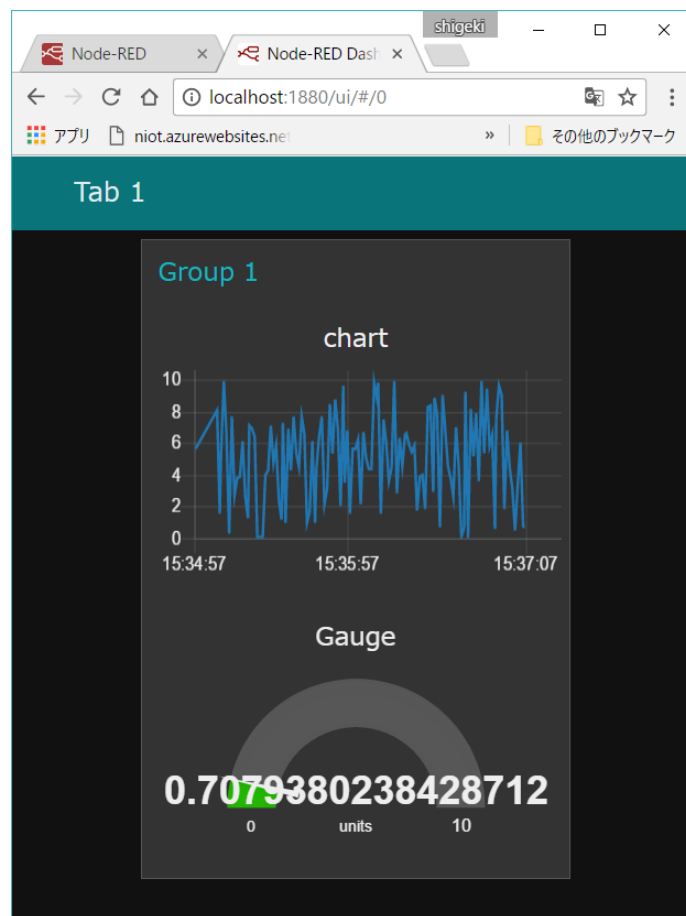 shigeki
Node-RED
Node-RED Dash
localhost:1880/ui/#/0
アプリ
niot.azurewebsites.net
»
その他のブックマーク
Tab 1
Group 1
chart
10
8
6
4
2
0
15:34:57 15:35:57 15:37:07
Gauge
0.7079380238428712
0 units 10